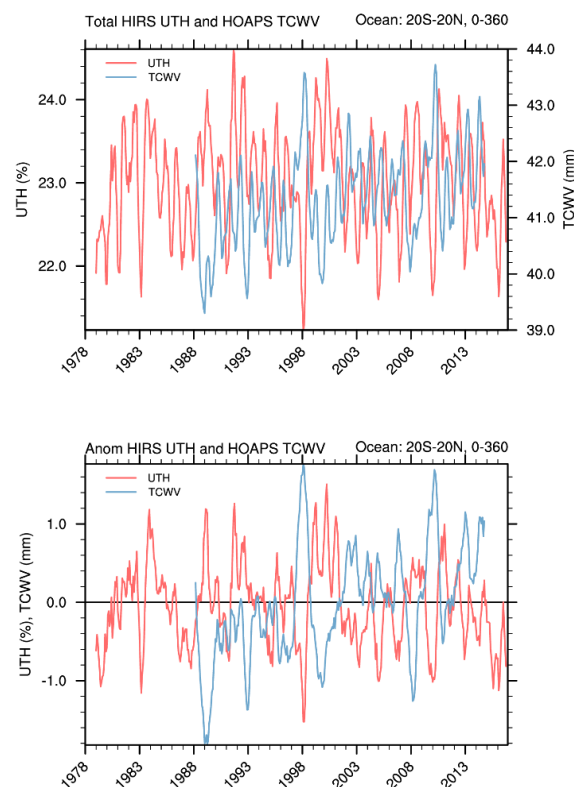 Total HIRS UTH and HOAPS TCWV Ocean: 20S-20N, 0-360
UTH
TCWV
24.0
23.0
22.0
UTH (%)
44.0
43.0
42.0
41.0
40.0
39.0
TCWV (mm)
1978 1983 1988 1993 1998 2003 2008 2013
Anom HIRS UTH and HOAPS TCWV Ocean: 20S-20N, 0-360
UTH
TCWV
1.0
0.0
-1.0
UTH (%), TCWV (mm)
1978 1983 1988 1993 1998 2003 2008 2013